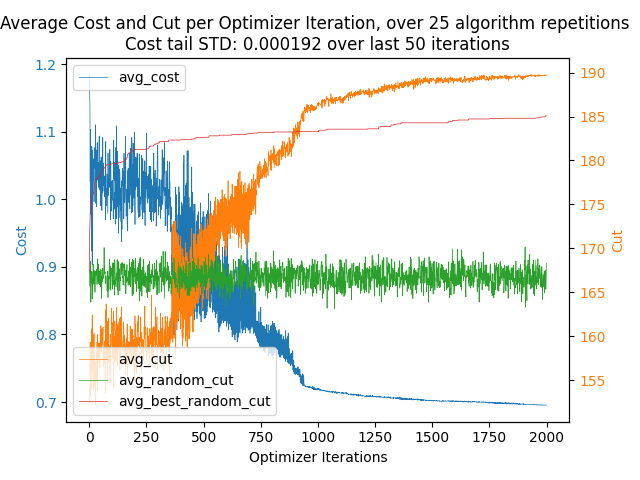 Average Cost and Cut per Optimizer Iteration, over 25 algorithm repetitions
Cost tail STD: 0.000192 over last 50 iterations
avg_cost
1.2
1.1
1.0
0.9
0.8
0.7
Cost
190
185
180
175
170
165
160
155
Cut
avg_cut
avg_random_cut
avg_best_random_cut
0 250 500 750 1000 1250 1500 1750 2000
Optimizer Iterations